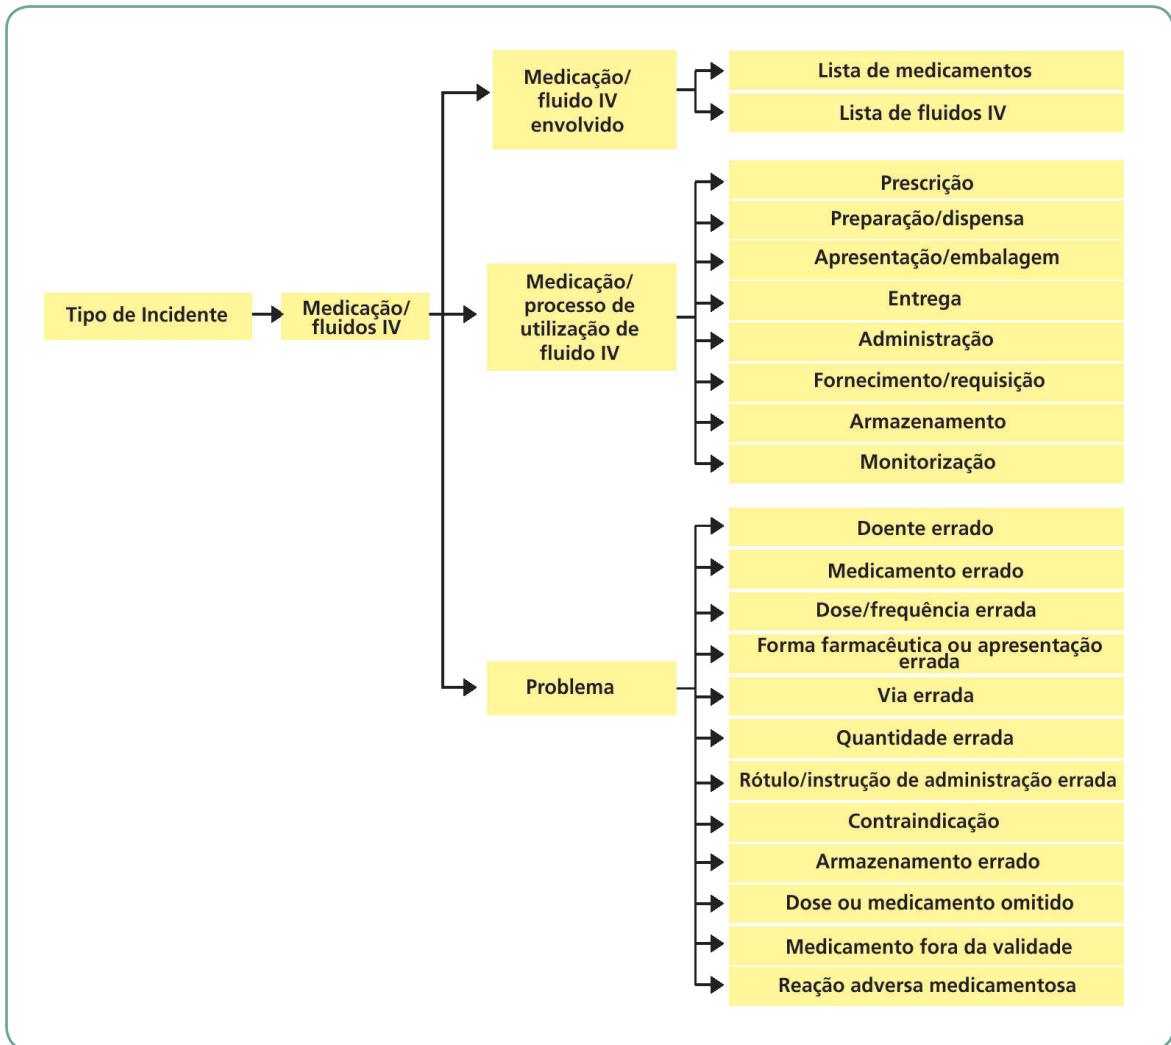 Tipo de Incidente
Medicação/
fluidos IV
Medicação/
fluido IV
envolvido
Lista de medicamentos
Lista de fluidos IV
Medicação/
processo de
utilização de
fluido IV
Prescrição
Preparação/dispensa
Apresentação/embalagem
Entrega
Administração
Fornecimento/requisição
Armazenamento
Monitorização
Problema
Doente errado
Medicamento errado
Dose/frequência errada
Forma farmacêutica ou apresentação
errada
Via errada
Quantidade errada
Rótulo/instrução de administração errada
Contraindicação
Armazenamento errado
Dose ou medicamento omitido
Medicamento fora da validade
Reação adversa medicamentosa